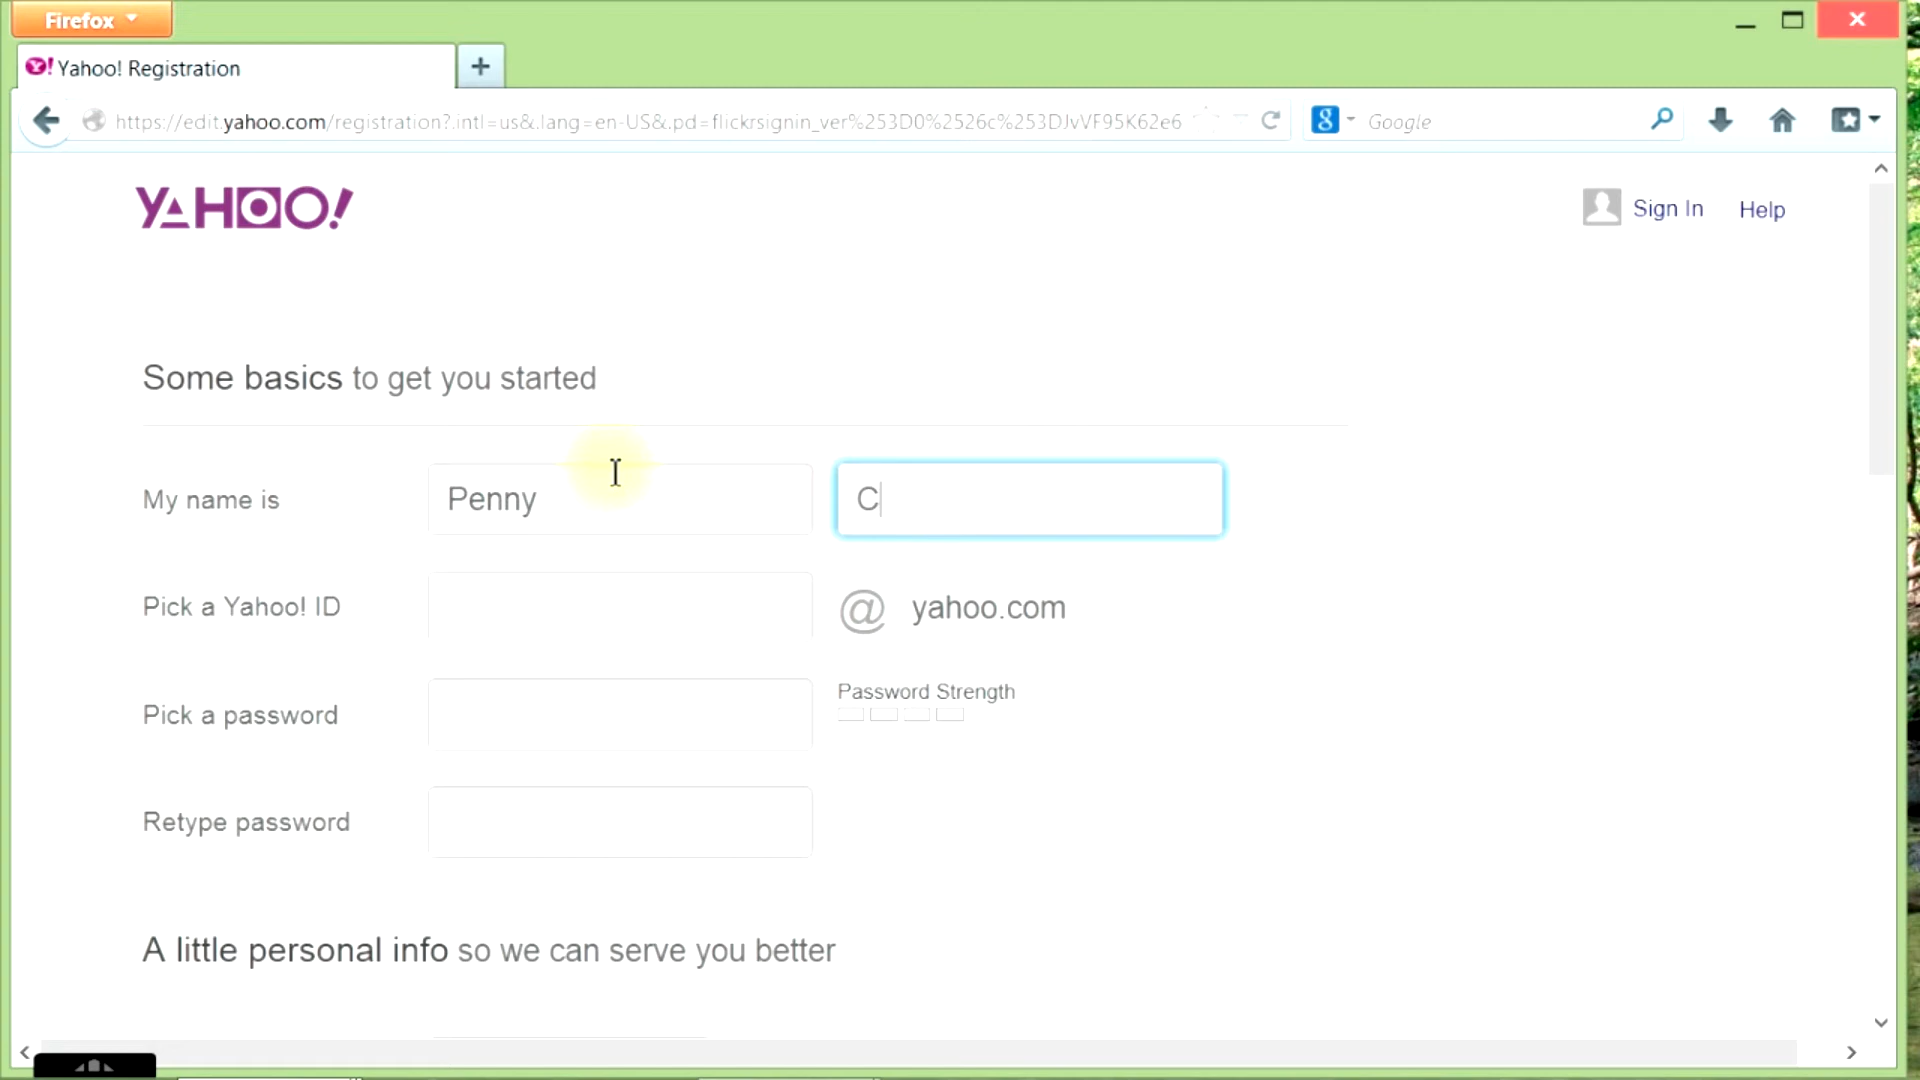 Firefox
Y! Yahoo! Registration
https://edit.yahoo.com/registration?.intl=us&.lang=en-US&.pd=flickrsignin_ver%253D0%2526c%253DJvVF95K62e6
Google
YAHOO!
Sign In
Help
Some basics to get you started
My name is
Penny
C
Pick a Yahoo! ID
@ yahoo.com
Pick a password
Password Strength
Retype password
A little personal info so we can serve you better